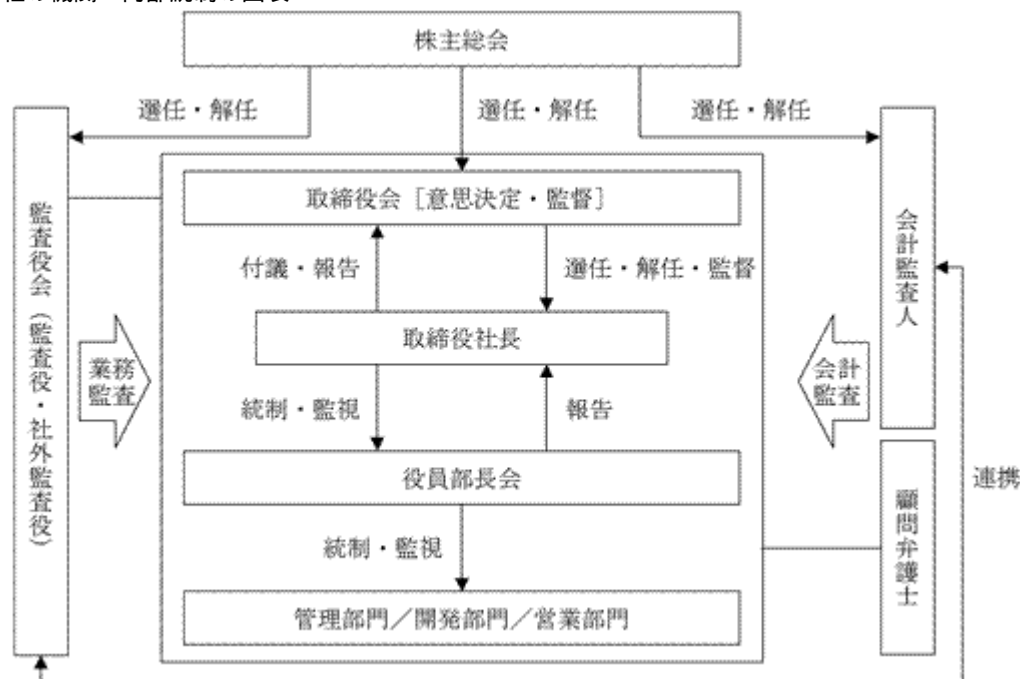 株主総会
選任・解任
選任・解任
選任・解任
取締役会［意思決定・監督］
付議・報告
選任・解任・監督
取締役社長
統制・監視
報告
役員部長会
統制・監視
管理部門／開発部門／営業部門
監査役会（監査役・社外監査役）
業務
監査
会計
監査
会計監査人
顧問弁護士
連携